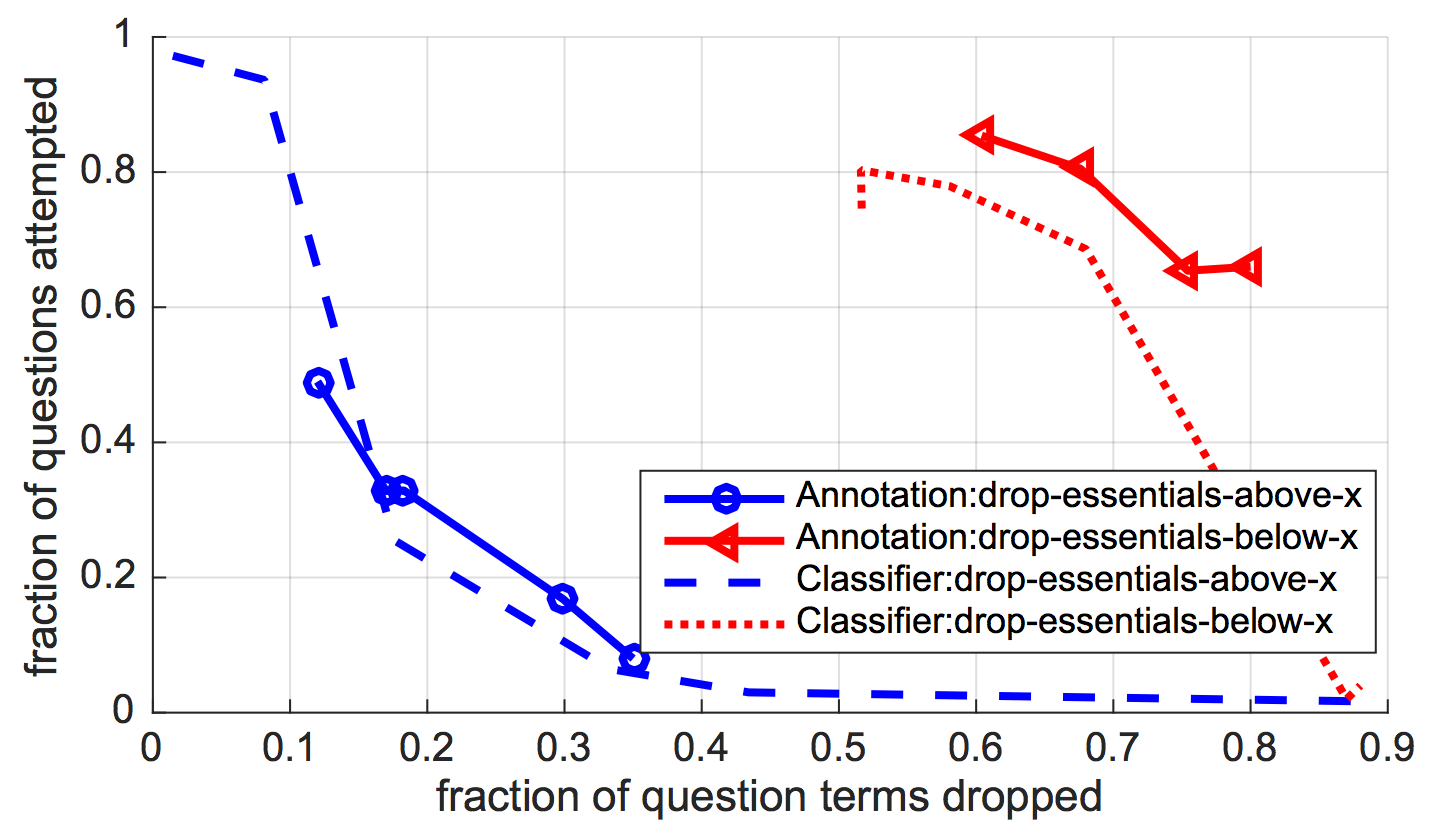 1
0.8
0.6
0.4
0.2
0
fraction of questions attempted
Annotation:drop-essentials-above-x
Annotation:drop-essentials-below-x
Classifier:drop-essentials-above-x
Classifier:drop-essentials-below-x
0 0.1 0.2 0.3 0.4 0.5 0.6 0.7 0.8 0.9
fraction of question terms dropped